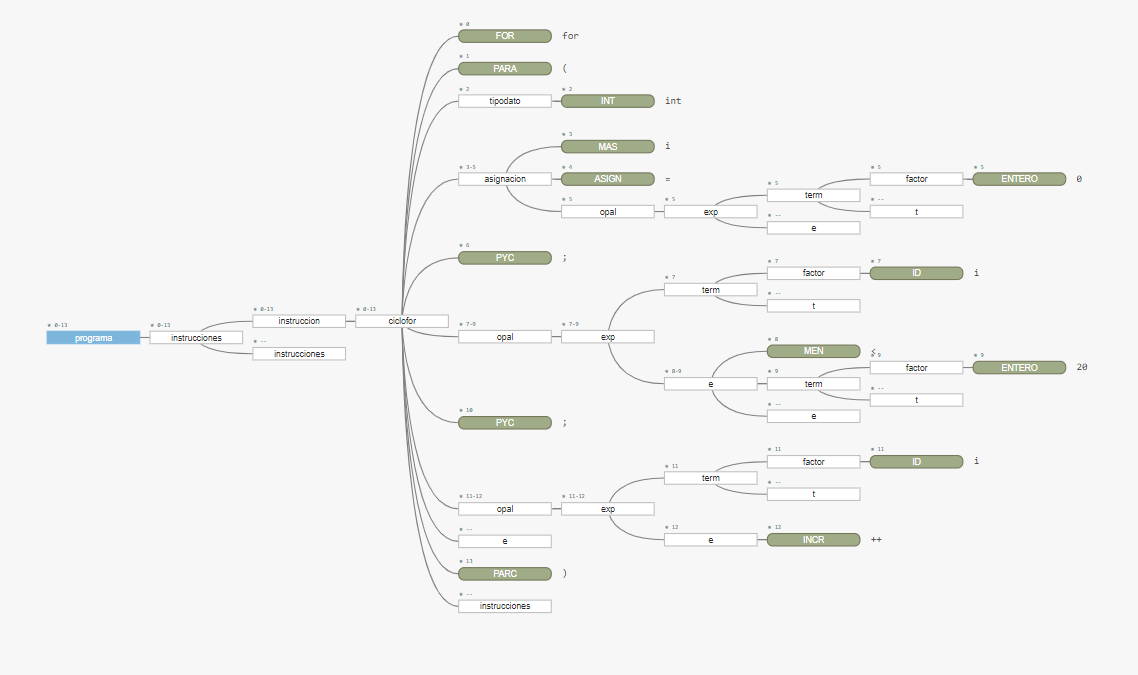 0
FOR for
1
PARA (
2 2
tipodato INT int
3
MAS i
3-5 4 5 5
asignacion ASIGN = factor ENTERO 0
5
term
5 5 --
opal exp t
--
e
6
PYC ;
7 7
factor ID i
7
term
--
t
0-13 0-13
instruccion ciclofor
0-13 0-13 7-9 7-9
programa instrucciones opal exp
8
MEN <
--
instrucciones
9 9
factor ENTERO 20
8-9 9
e term
--
t
--
e
10
PYC ;
11 11
factor ID i
11
term
--
t
11-12 11-12
opal exp
12 12
e INCR ++
--
e
13
PARC )
--
instrucciones